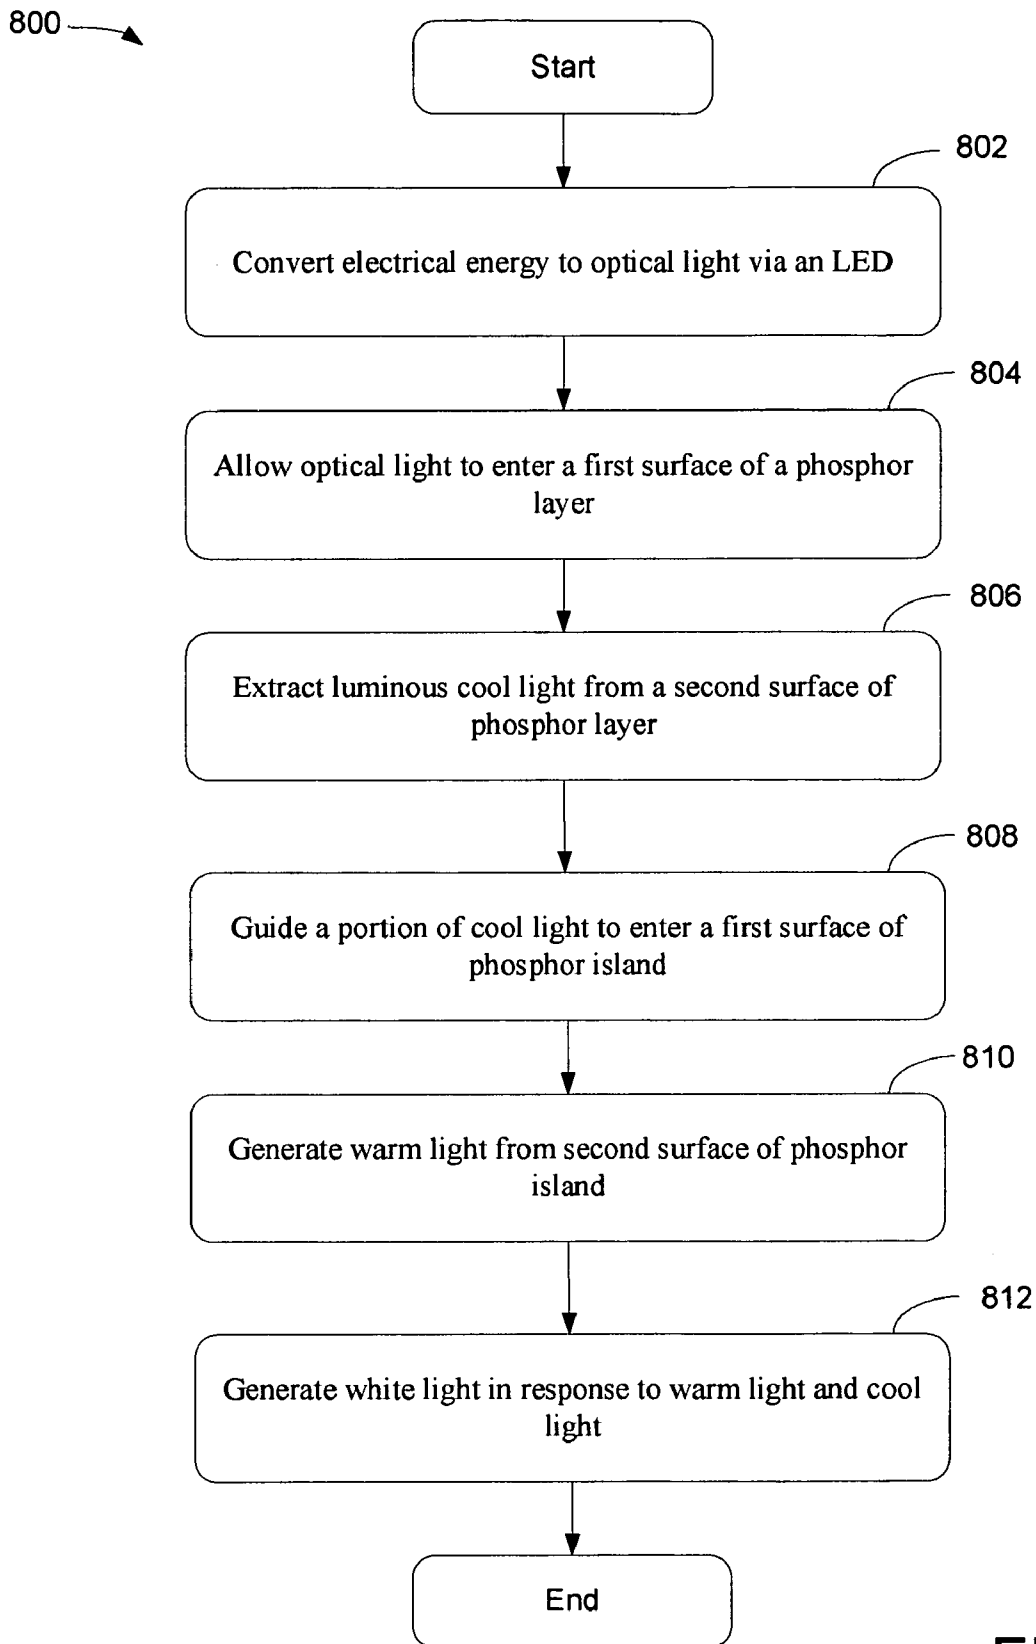 800
Start
802
Convert electrical energy to optical light via an LED
804
Allow optical light to enter a first surface of a phosphor
layer
806
Extract luminous cool light from a second surface of
phosphor layer
808
Guide a portion of cool light to enter a first surface of
phosphor island
810
Generate warm light from second surface of phosphor
island
812
Generate white light in response to warm light and cool
light
End